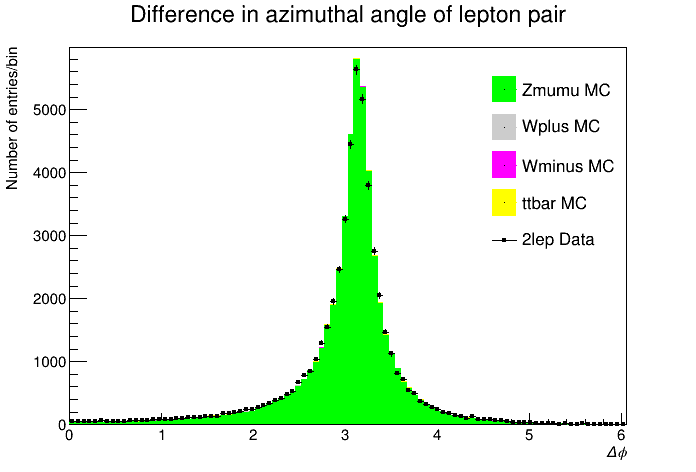 Difference in azimuthal angle of lepton pair
Number of entries/bin
5000
4000
3000
2000
1000
0
0 1 2 3 4 5 6
Δϕ
Zmumu MC
Wplus MC
Wminus MC
ttbar MC
2lep Data